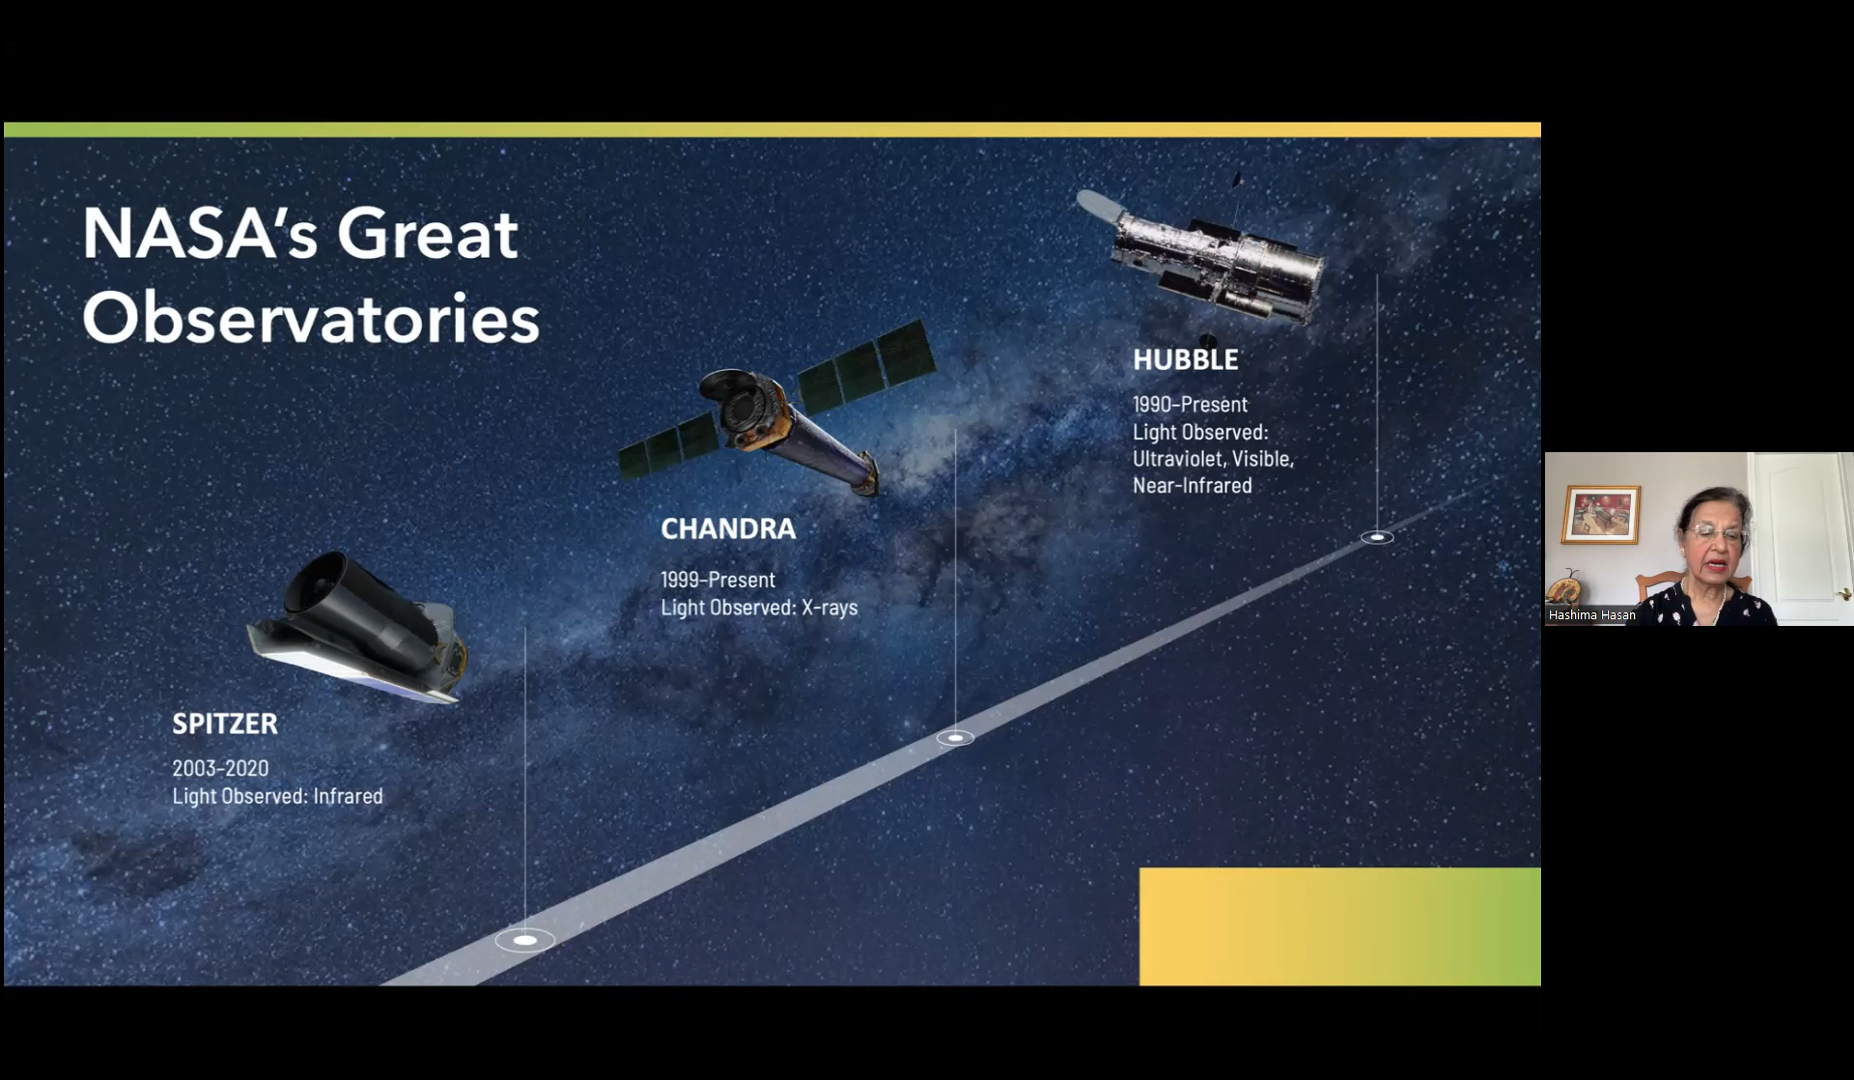 NASA’s Great
Observatories
HUBBLE
1990–Present
Light Observed:
Ultraviolet, Visible,
Near-Infrared
CHANDRA
1999–Present
Light Observed: X-rays
SPITZER
2003–2020
Light Observed: Infrared
Hashima Hasan